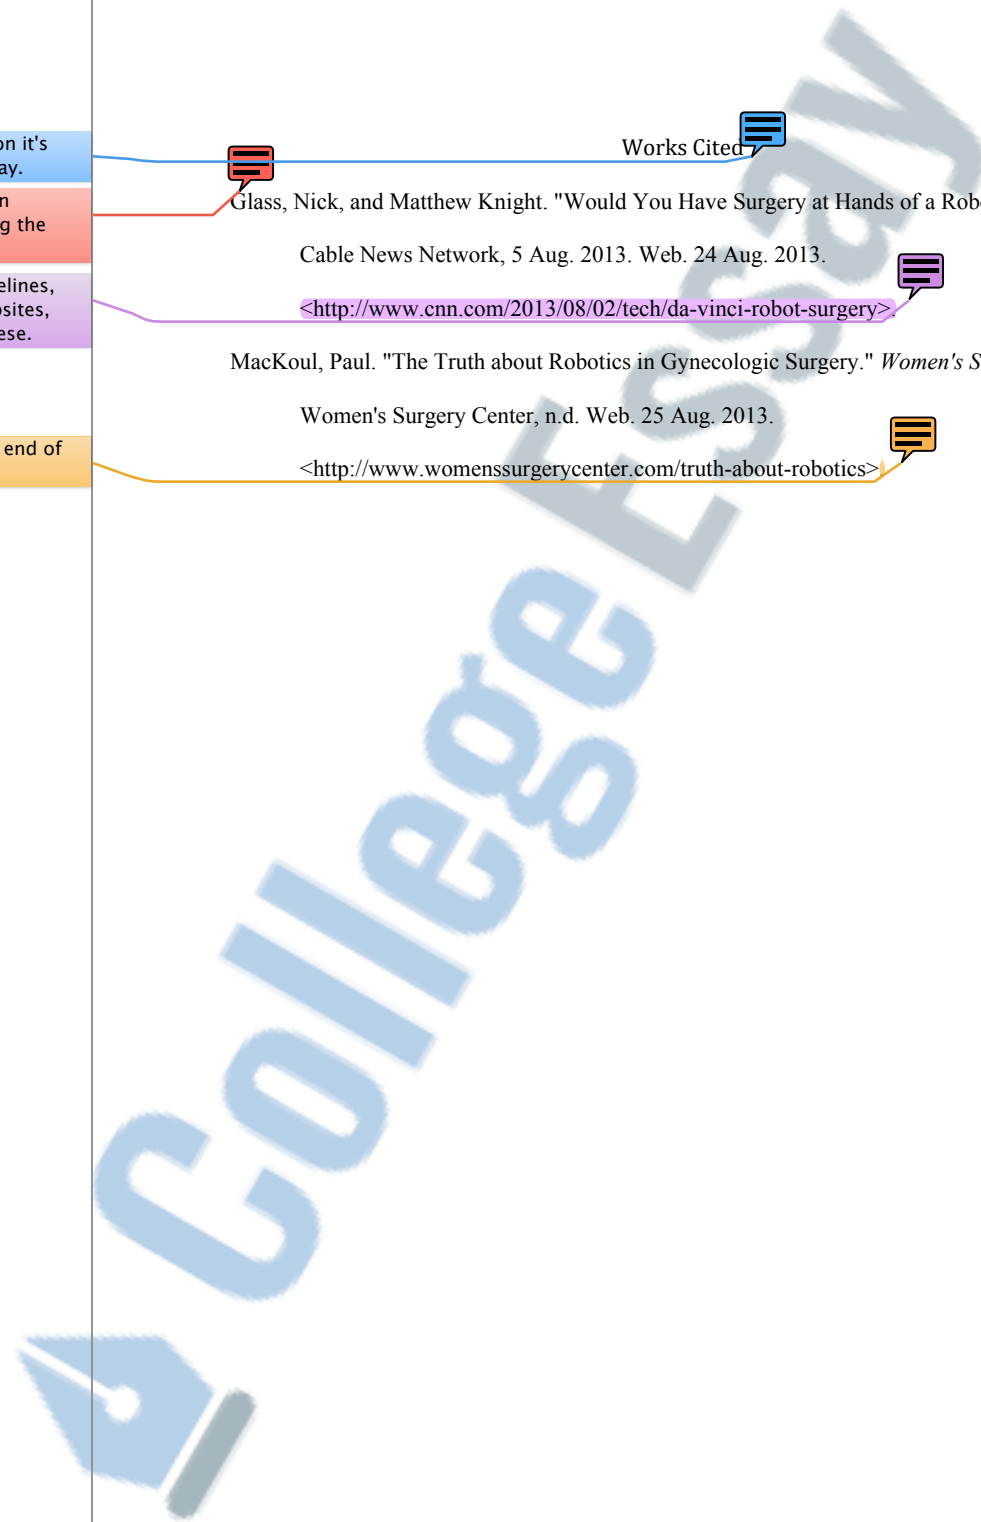 on it's
ay.
n
g the
elines,
osites,
ese.
end of
Works Cited
Glass, Nick, and Matthew Knight. "Would You Have Surgery at Hands of a Rob
Cable News Network, 5 Aug. 2013. Web. 24 Aug. 2013.
<http://www.cnn.com/2013/08/02/tech/da-vinci-robot-surgery>.
MacKoul, Paul. "The Truth about Robotics in Gynecologic Surgery." Women's S
Women's Surgery Center, n.d. Web. 25 Aug. 2013.
<http://www.womenssurgerycenter.com/truth-about-robotics>
College Essay